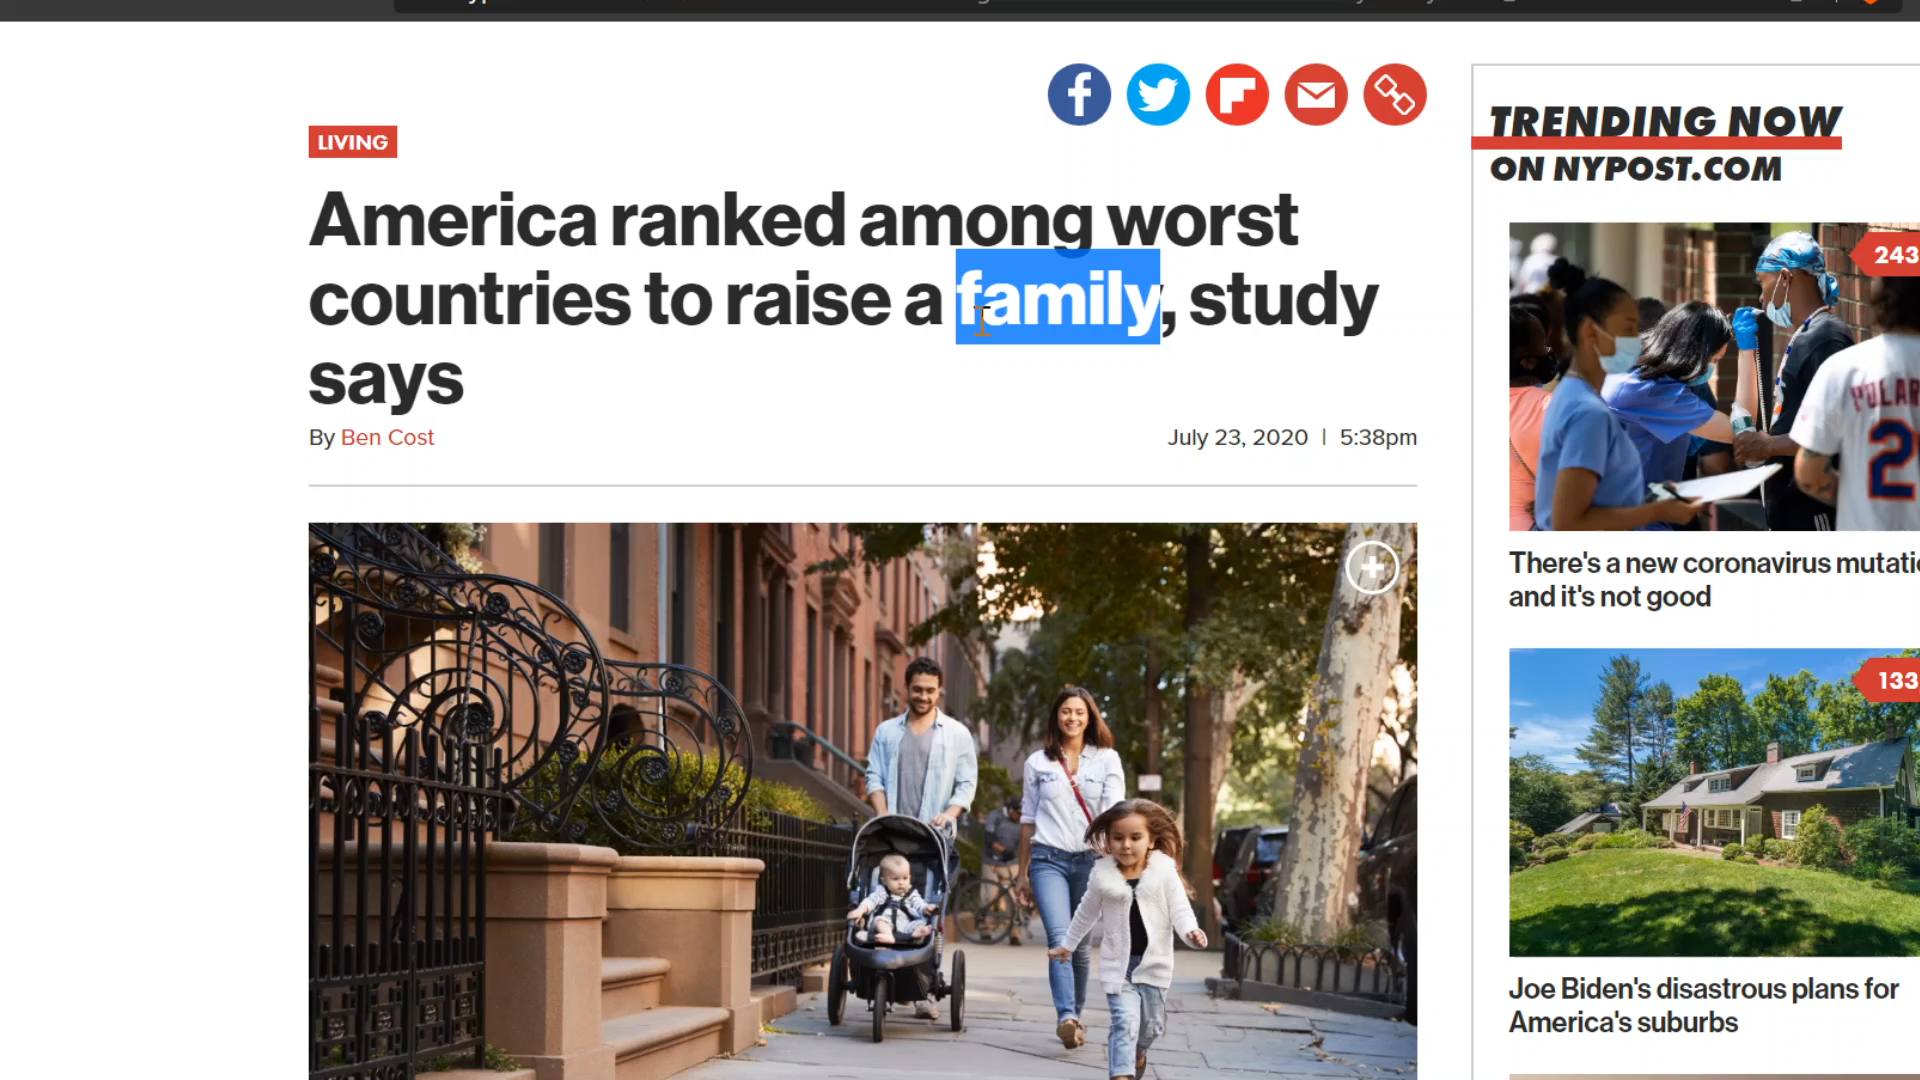 LIVING
America ranked among worst
countries to raise a family, study
says
By Ben Cost
July 23, 2020 | 5:38pm
TRENDING NOW
ON NYPOST.COM
243
There's a new coronavirus
and it's not good
133
Joe Biden's disastrous plans for
America's suburbs